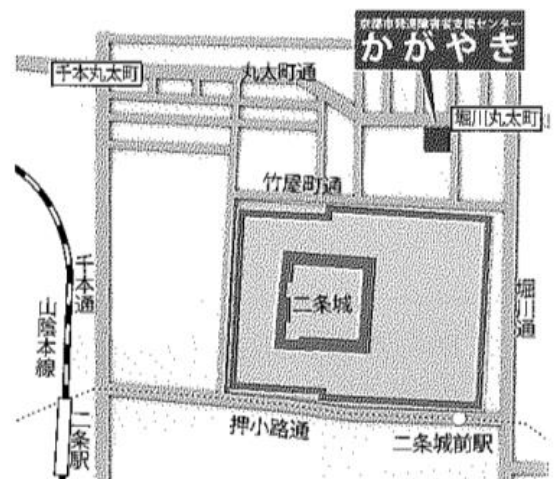 京都市発達障害者支援センター
かがやき
千本丸太町
丸太町通
堀川丸太町
竹屋町通
千本通
山陰本線
二条城
堀川通
二条駅
押小路通
二条城前駅